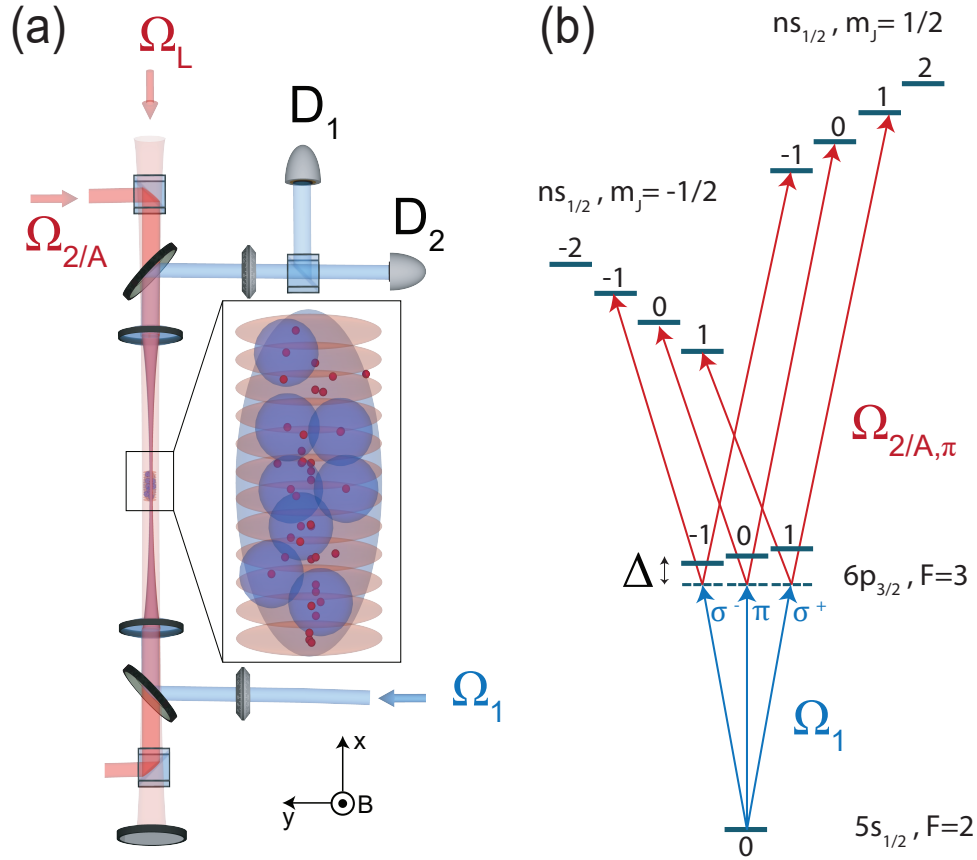 (a)
Ω_L
Ω_2/A
D_1
D_2
Ω_1
x
y
B
(b)
ns_1/2 , m_J= 1/2
2
1
0
-1
ns_1/2 , m_J= -1/2
-2
-1
0
1
Ω_2/A,π
-1
0
1
Δ
6p_3/2 , F=3
σ^- π σ^+
Ω_1
5s_1/2, F=2
0